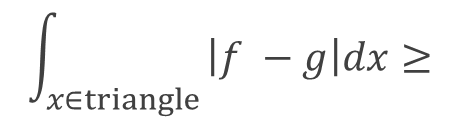 ∫x∈triangle |f − g|dx ≥